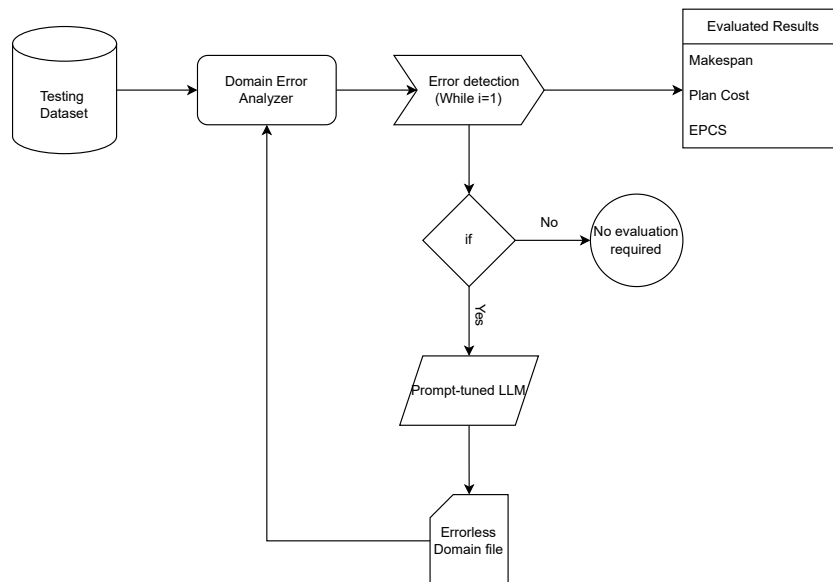 Testing
Dataset
Domain Error
Analyzer
Error detection
(While i=1)
Evaluated Results
Makespan
Plan Cost
EPCS
if
No
No evaluation
required
Yes
Prompt-tuned LLM
Errorless
Domain file